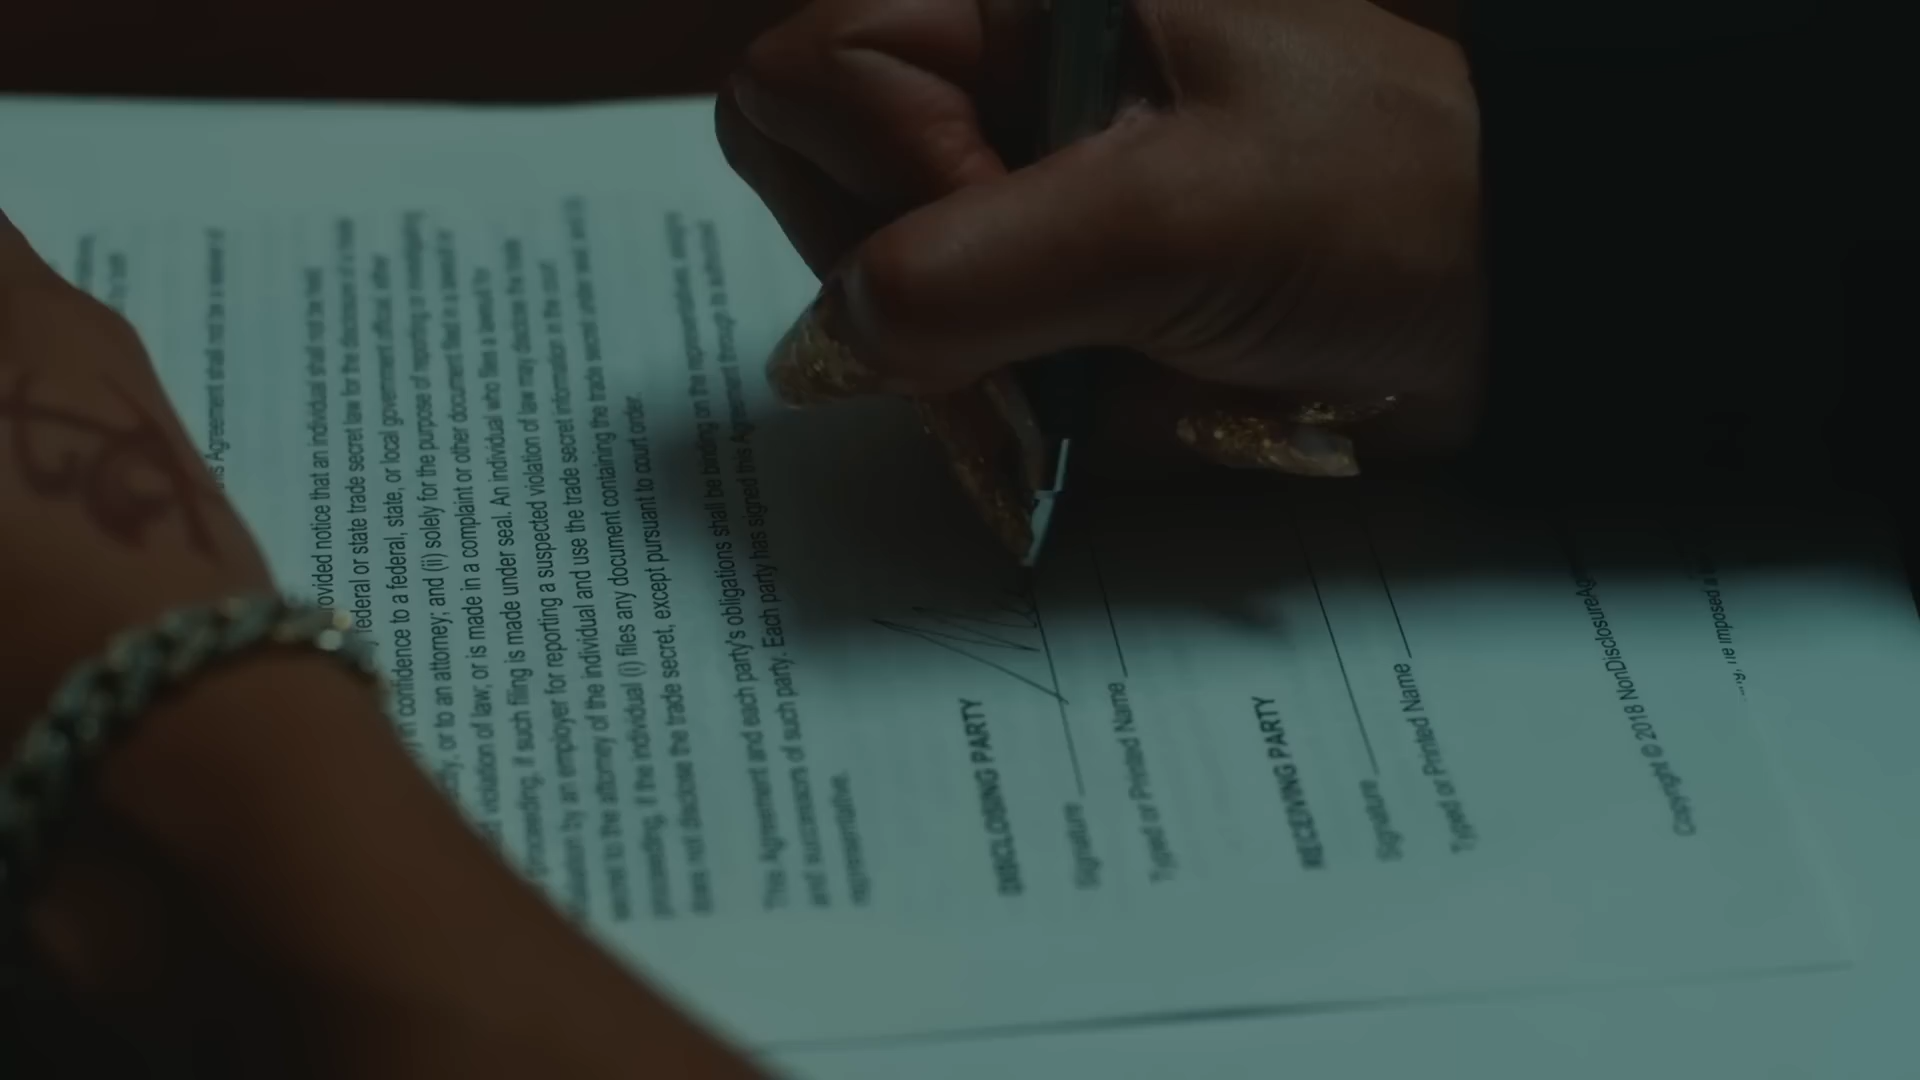 is Agreement shall not be a waiver of
ovided notice that an individual shall not be held
federal or state trade secret law for the disclosure of a trade
in confidence to a federal, state, or local government official, either
or to an attorney; and (ii) solely for the purpose of reporting or investigating
violation of law, or is made in a complaint or other document filed in a lawsuit or
proceeding, if such filing is made under seal. An individual who files a lawsuit for
retaliation by an employer for reporting a suspected violation of law may disclose the trade
secret to the attorney of the individual and use the trade secret information in the court
proceeding, if the individual (i) files any document containing the trade secret under seal and (ii)
does not disclose the trade secret, except pursuant to court order.
This Agreement and each party's obligations shall be binding on the representatives, assigns
and successors of such party. Each party has signed this Agreement through its authorized
representative.
DISCLOSING PARTY
Signature
Typed or Printed Name
RECEIVING PARTY
Signature
Typed or Printed Name
Copyright © 2018 NonDisclosureAg
be imposed